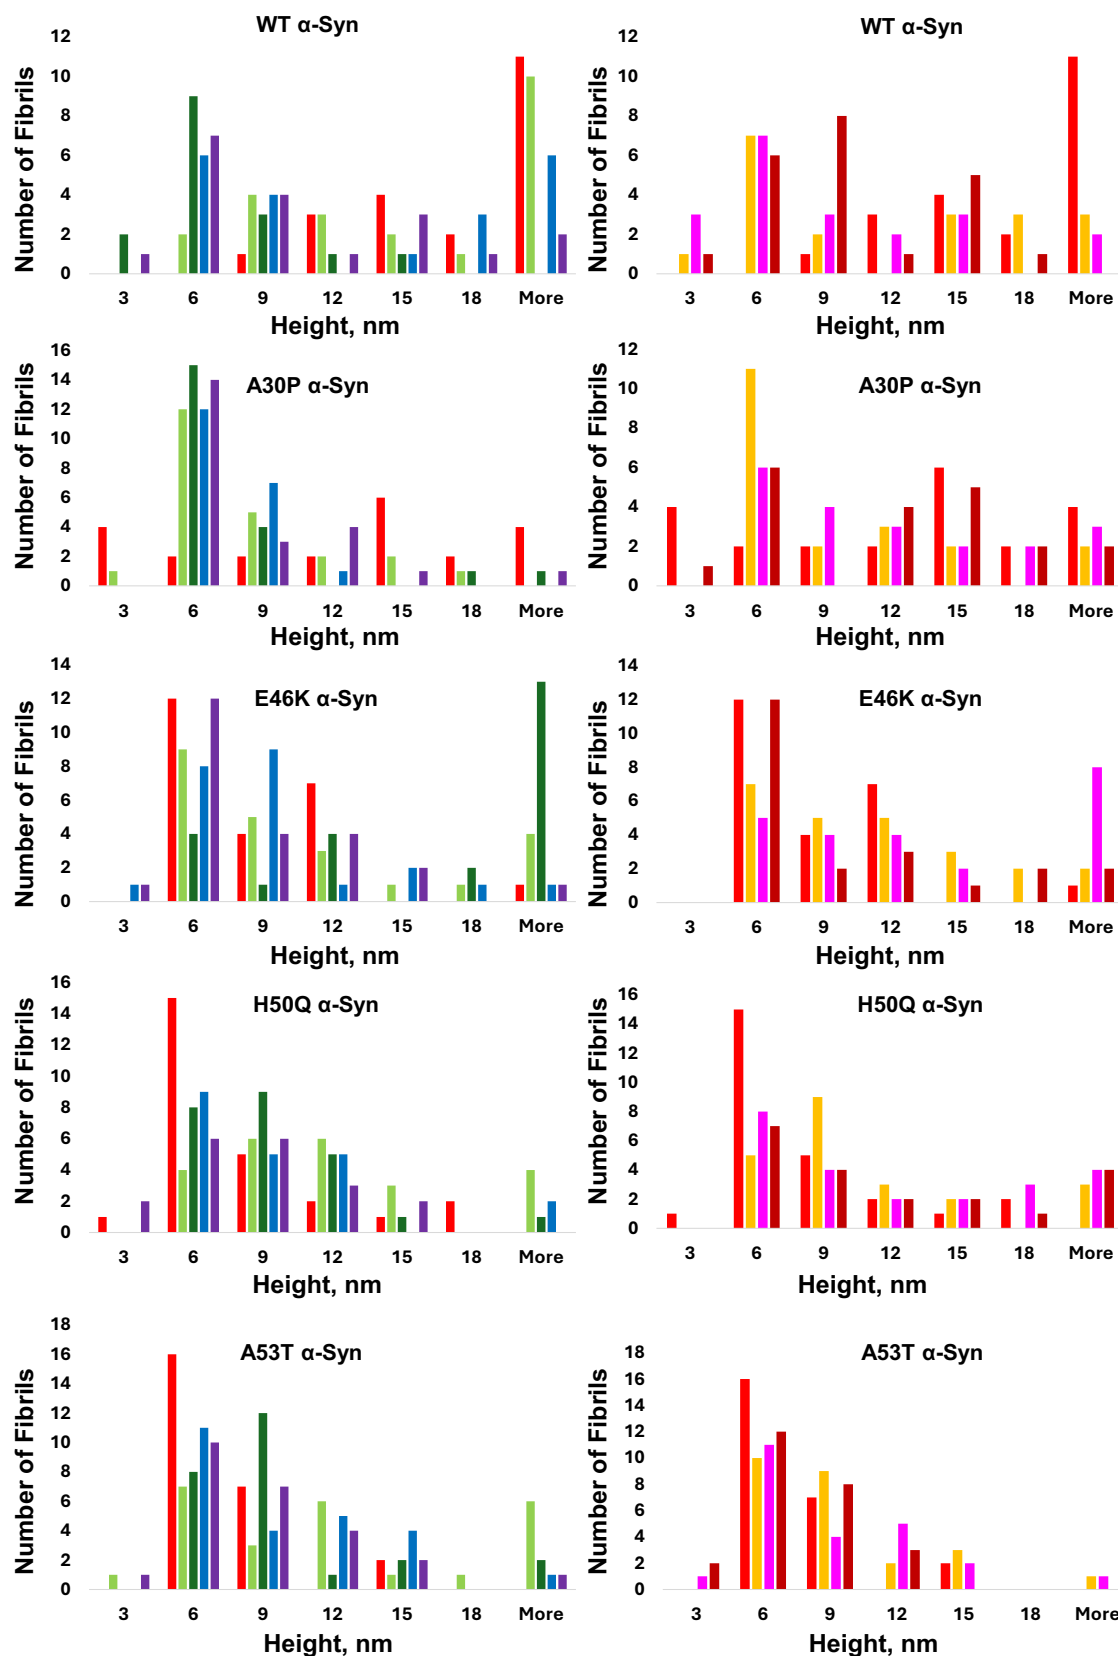 WT α-Syn
Number of Fibrils
12
10
8
6
4
2
0
3 6 9 12 15 18 More
Height, nm
WT α-Syn
Number of Fibrils
12
10
8
6
4
2
0
3 6 9 12 15 18 More
Height, nm
A30P α-Syn
Number of Fibrils
16
14
12
10
8
6
4
2
0
3 6 9 12 15 18 More
Height, nm
A30P α-Syn
Number of Fibrils
12
10
8
6
4
2
0
3 6 9 12 15 18 More
Height, nm
E46K α-Syn
Number of Fibrils
14
12
10
8
6
4
2
0
3 6 9 12 15 18 More
Height, nm
E46K α-Syn
Number of Fibrils
14
12
10
8
6
4
2
0
3 6 9 12 15 18 More
Height, nm
H50Q α-Syn
Number of Fibrils
16
14
12
10
8
6
4
2
0
3 6 9 12 15 18 More
Height, nm
H50Q α-Syn
Number of Fibrils
16
14
12
10
8
6
4
2
0
3 6 9 12 15 18 More
Height, nm
A53T α-Syn
Number of Fibrils
18
16
14
12
10
8
6
4
2
0
3 6 9 12 15 18 More
Height, nm
A53T α-Syn
Number of Fibrils
18
16
14
12
10
8
6
4
2
0
3 6 9 12 15 18 More
Height, nm